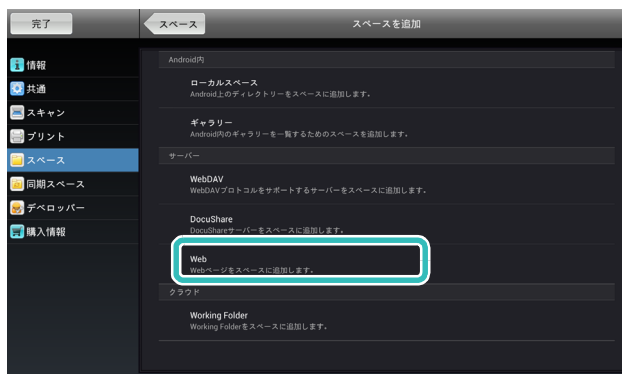 完了
スペース
スペースを追加
情報
共通
スキャン
プリント
スペース
同期スペース
デベロッパー
購入情報
Android内
ローカルスペース
Android上のディレクトリーをスペースに追加します。
ギャラリー
Android内のギャラリーを一覧するためのスペースを追加します。
サーバー
WebDAV
WebDAVプロトコルをサポートするサーバーをスペースに追加します。
DocuShare
DocuShareサーバーをスペースに追加します。
Web
Webページをスペースに追加します。
クラウド
Working Folder
Working Folderをスペースに追加します。